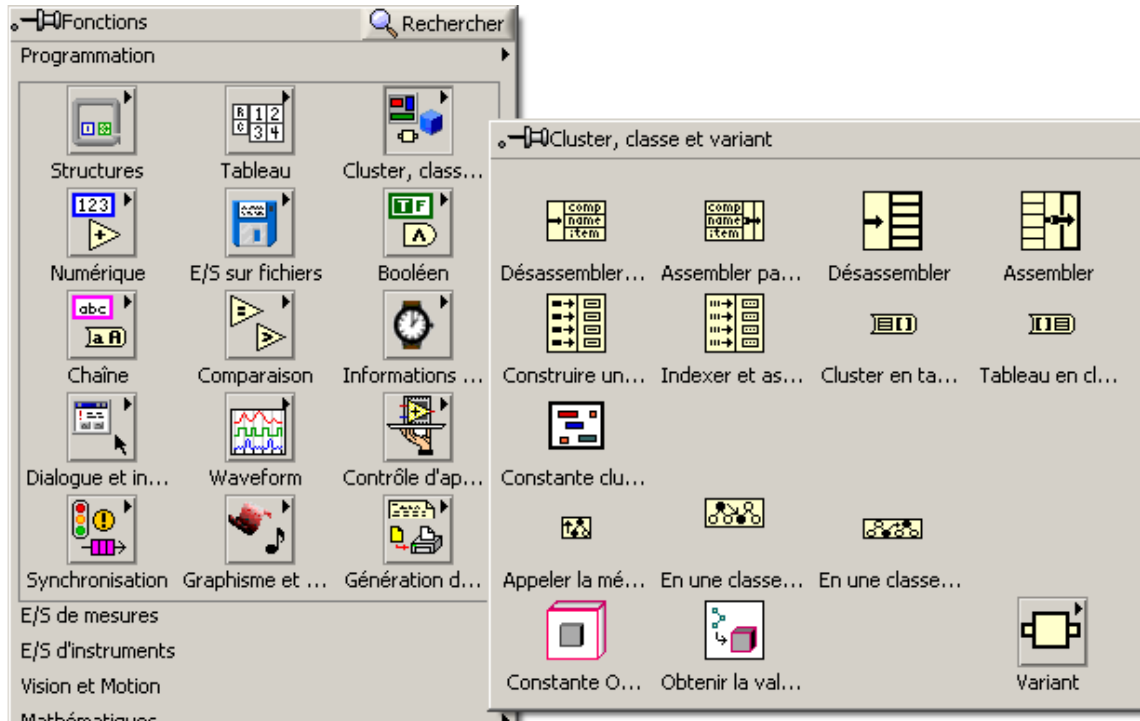 Fonctions Rechercher
Programmation
Structures Tableau Cluster, class...
Numérique E/S sur fichiers Booléen
Chaîne Comparaison Informations ...
Dialogue et in... Waveform Contrôle d'ap...
Synchronisation Graphisme et ... Génération d...
E/S de mesures
E/S d'instruments
Vision et Motion
Mathématiques
Cluster, classe et variant
Désassembler... Assembler pa... Désassembler Assembler
Construire un... Indexer et as... Cluster en ta... Tableau en cl...
Constante clu...
Appeler la mé... En une classe... En une classe...
Constante O... Obtenir la val... Variant